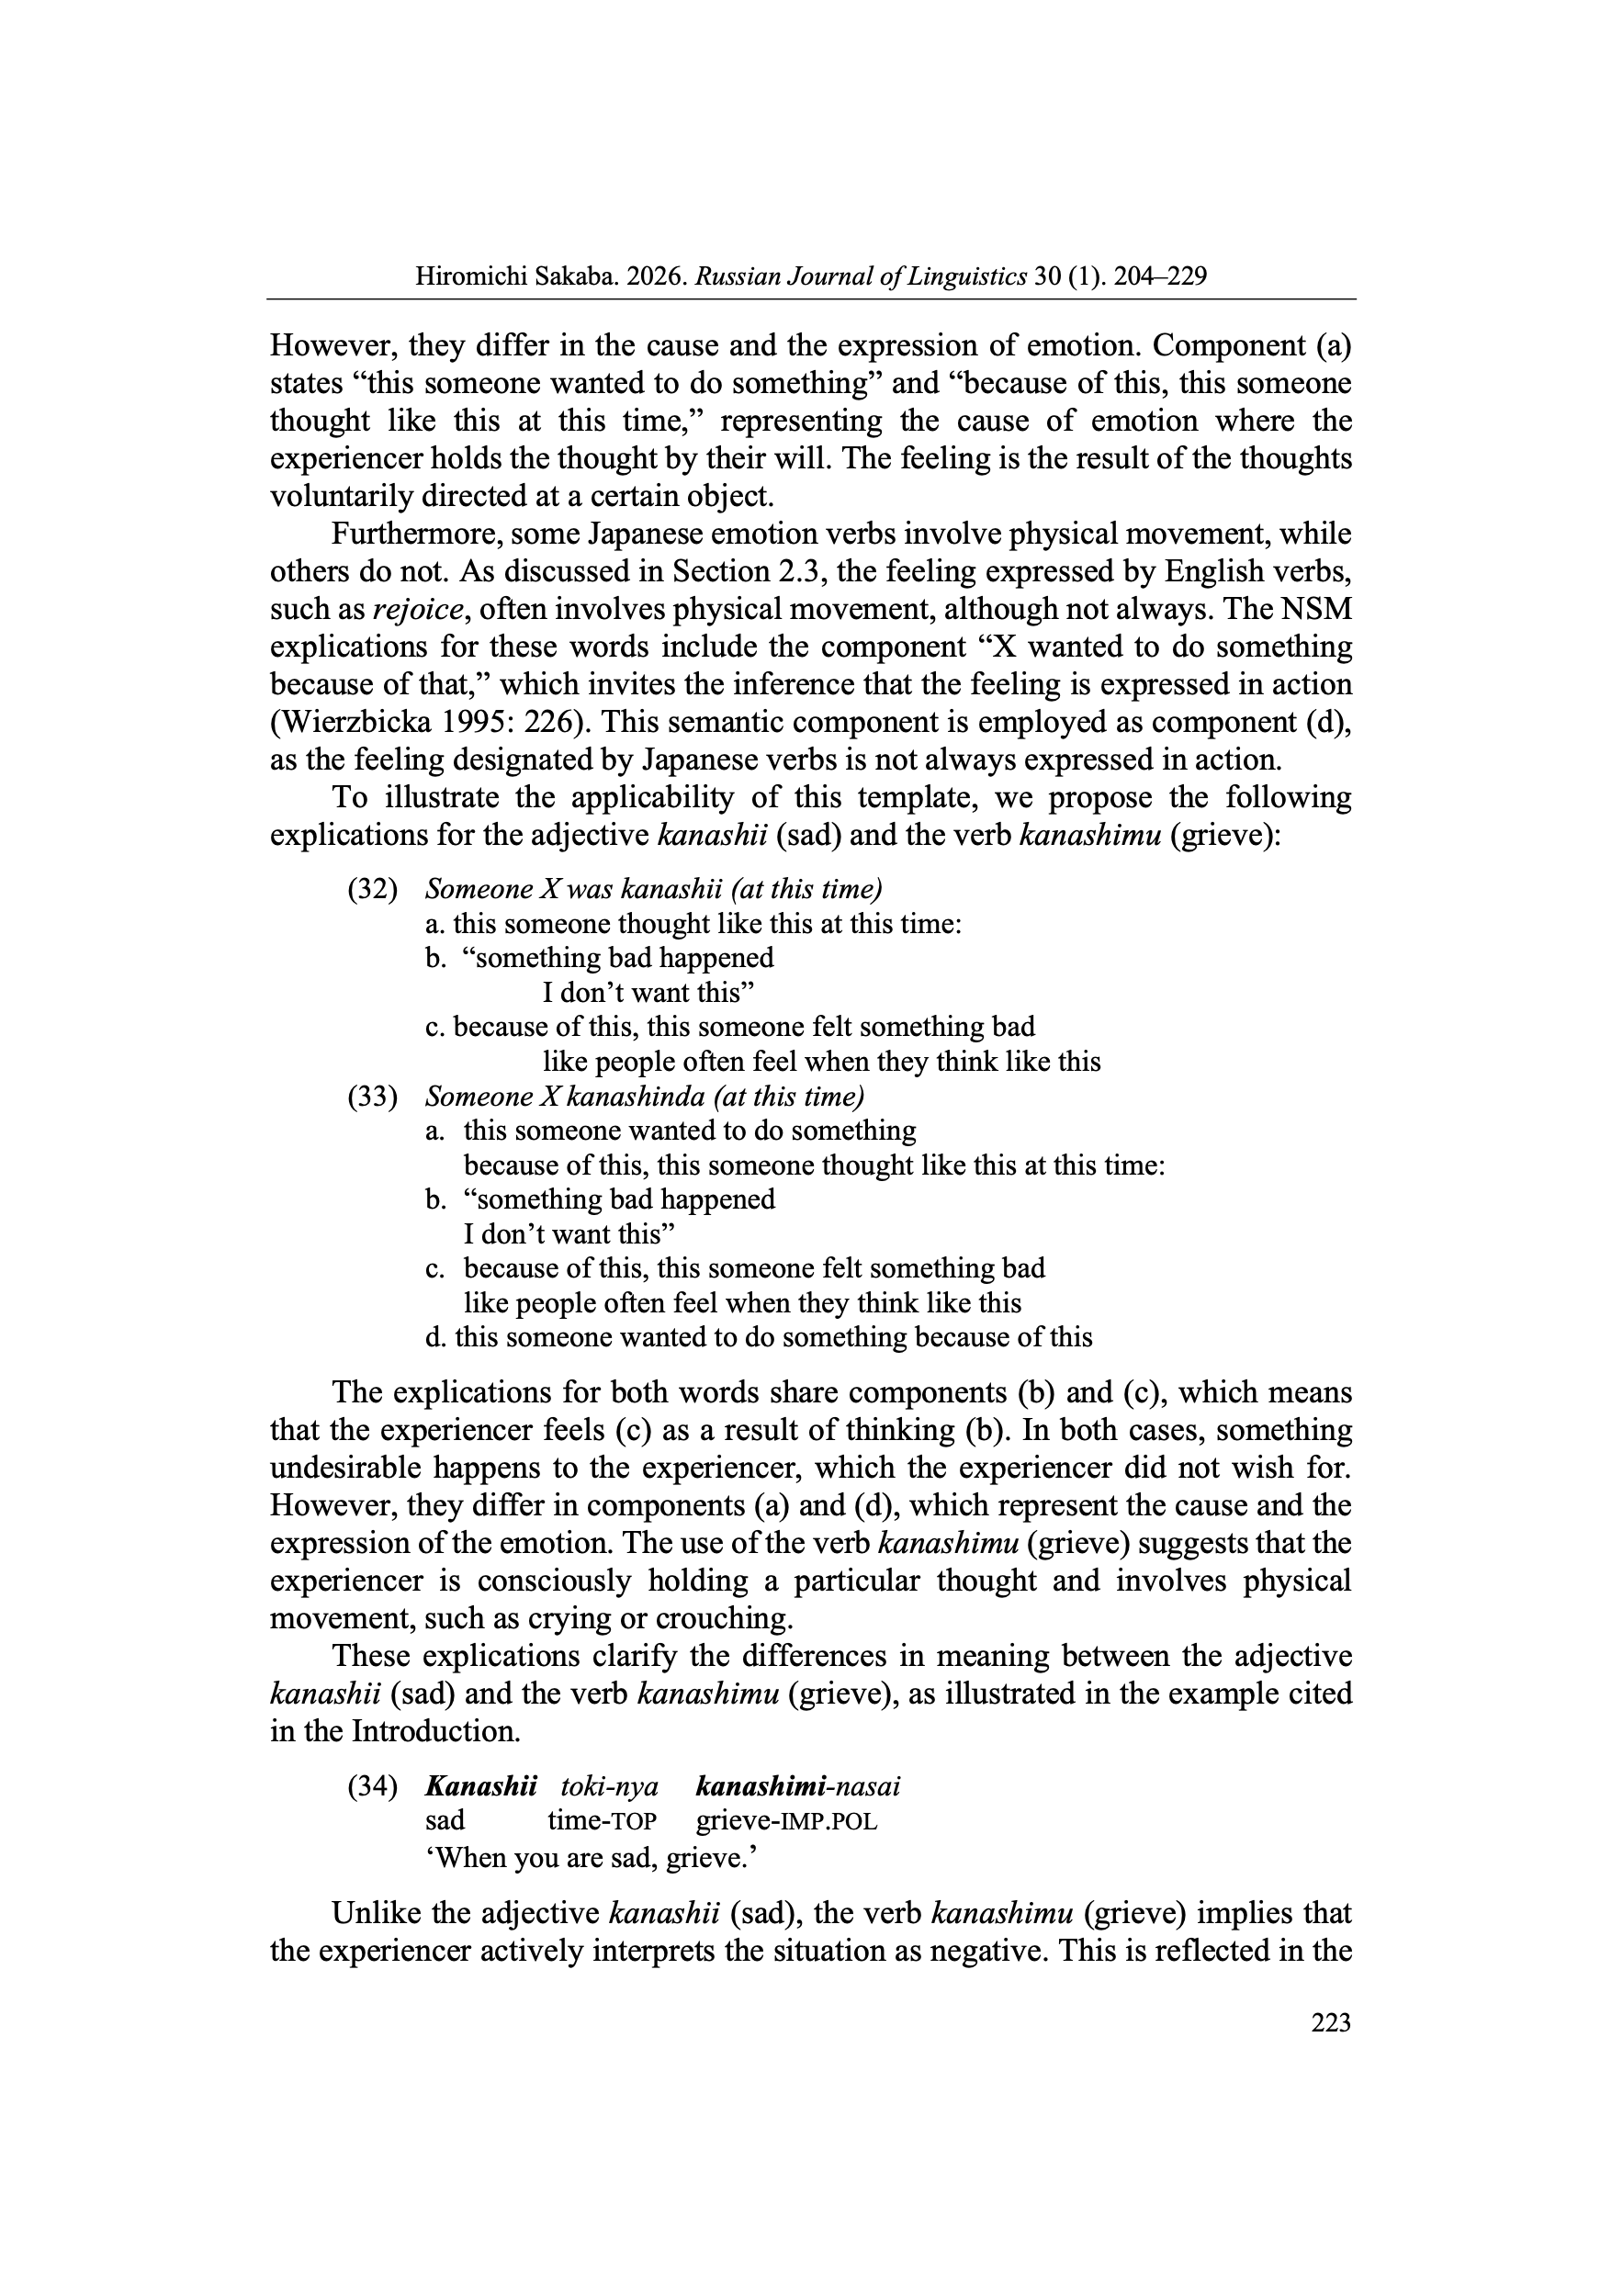 Hiromichi Sakaba. 2026. Russian Journal of Linguistics 30 (1). 204–229
However, they differ in the cause and the expression of emotion. Component (a)
states “this someone wanted to do something” and “because of this, this someone
thought like this at this time,” representing the cause of emotion where the
experiencer holds the thought by their will. The feeling is the result of the thoughts
voluntarily directed at a certain object.
Furthermore, some Japanese emotion verbs involve physical movement, while
others do not. As discussed in Section 2.3, the feeling expressed by English verbs,
such as rejoice, often involves physical movement, although not always. The NSM
explications for these words include the component “X wanted to do something
because of that,” which invites the inference that the feeling is expressed in action
(Wierzbicka 1995: 226). This semantic component is employed as component (d),
as the feeling designated by Japanese verbs is not always expressed in action.
To illustrate the applicability of this template, we propose the following
explications for the adjective kanashii (sad) and the verb kanashimu (grieve):
(32) Someone X was kanashii (at this time)
a. this someone thought like this at this time:
b. “something bad happened
I don’t want this”
c. because of this, this someone felt something bad
like people often feel when they think like this
(33) Someone X kanashinda (at this time)
a. this someone wanted to do something
because of this, this someone thought like this at this time:
b. “something bad happened
I don’t want this”
c. because of this, this someone felt something bad
like people often feel when they think like this
d. this someone wanted to do something because of this
The explications for both words share components (b) and (c), which means
that the experiencer feels (c) as a result of thinking (b). In both cases, something
undesirable happens to the experiencer, which the experiencer did not wish for.
However, they differ in components (a) and (d), which represent the cause and the
expression of the emotion. The use of the verb kanashimu (grieve) suggests that the
experiencer is consciously holding a particular thought and involves physical
movement, such as crying or crouching.
These explications clarify the differences in meaning between the adjective
kanashii (sad) and the verb kanashimu (grieve), as illustrated in the example cited
in the Introduction.
(34) Kanashii toki-nya kanashimi-nasai
sad time-TOP grieve-IMP.POL
‘When you are sad, grieve.’
Unlike the adjective kanashii (sad), the verb kanashimu (grieve) implies that
the experiencer actively interprets the situation as negative. This is reflected in the
223